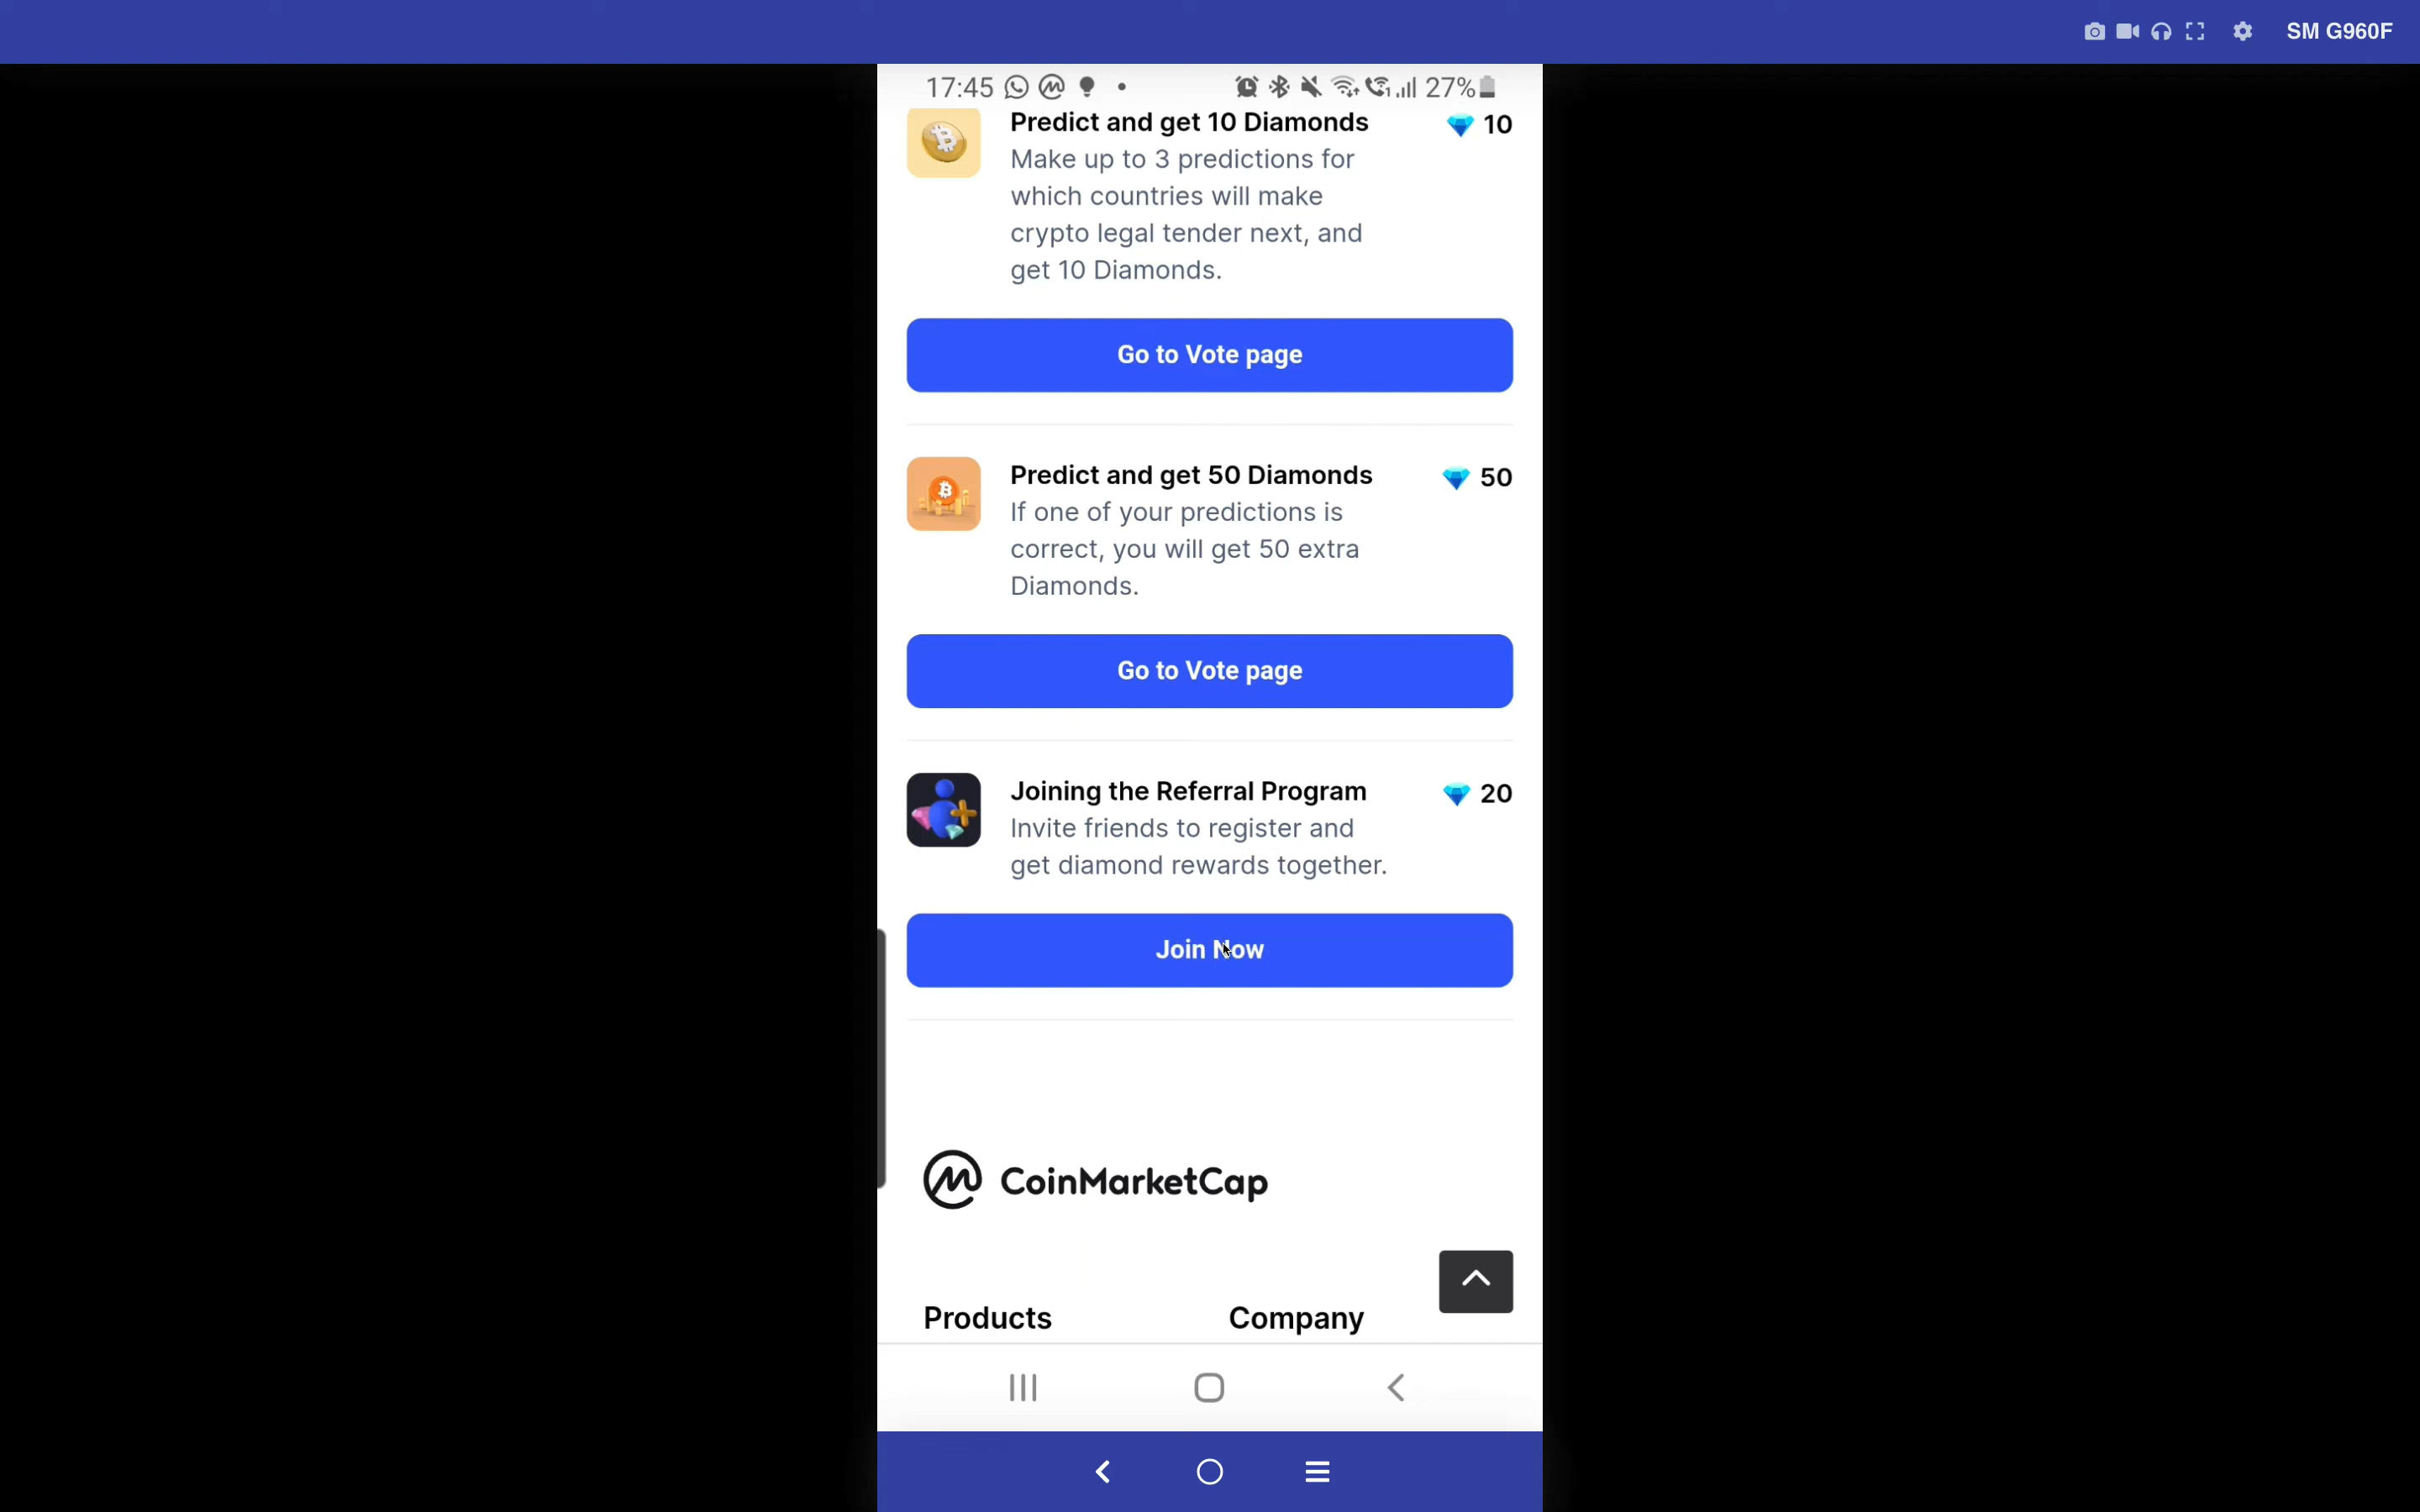 SM G960F
17:45
27%
Predict and get 10 Diamonds
10
Make up to 3 predictions for
which countries will make
crypto legal tender next, and
get 10 Diamonds.
Go to Vote page
Predict and get 50 Diamonds
50
If one of your predictions is
correct, you will get 50 extra
Diamonds.
Go to Vote page
Joining the Referral Program
20
Invite friends to register and
get diamond rewards together.
Join Now
CoinMarketCap
Products
Company